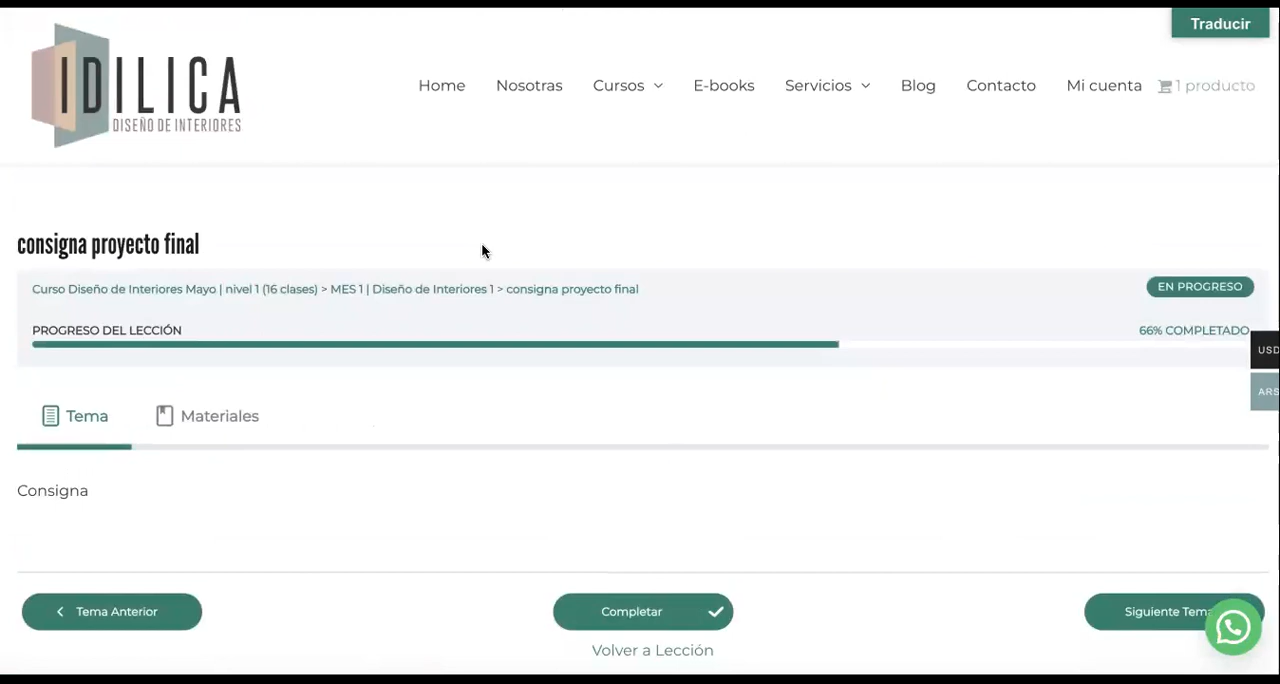 Traducir
IDILICA
DISEÑO DE INTERIORES
Home Nosotras Cursos E-books Servicios Blog Contacto Mi cuenta 1 producto
consigna proyecto final
Curso Diseño de Interiores Mayo | nivel 1 (16 clases) > MES 1 | Diseño de Interiores 1 > consigna proyecto final
EN PROGRESO
PROGRESO DEL LECCIÓN
66% COMPLETADO
USD
ARS
Tema Materiales
Consigna
Tema Anterior
Completar
Siguiente Tema
Volver a Lección